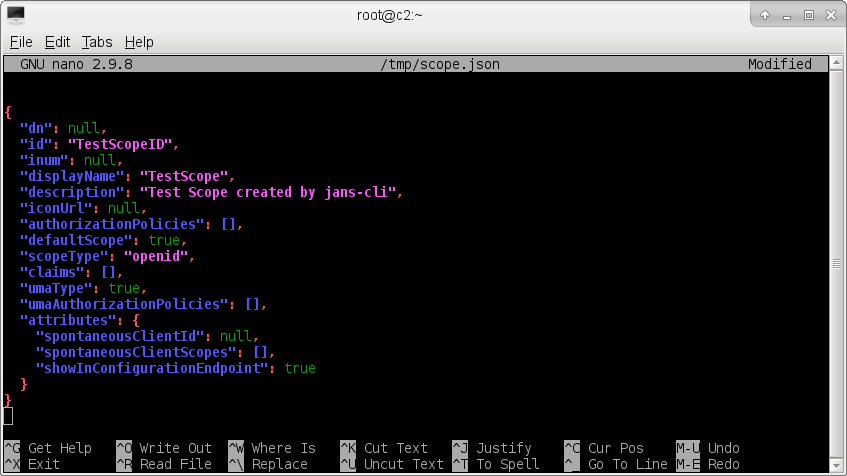 root@c2:~
File Edit Tabs Help
GNU nano 2.9.8 /tmp/scope.json Modified
{
  "dn": null,
  "id": "TestScopeID",
  "inum": null,
  "displayName": "TestScope",
  "description": "Test Scope created by jans-cli",
  "iconUrl": null,
  "authorizationPolicies": [],
  "defaultScope": true,
  "scopeType": "openid",
  "claims": [],
  "umaType": true,
  "umaAuthorizationPolicies": [],
  "attributes": {
    "spontaneousClientId": null,
    "spontaneousClientScopes": [],
    "showInConfigurationEndpoint": true
  }
}
^G Get Help ^O Write Out ^W Where Is ^K Cut Text ^J Justify ^C Cur Pos M-U Undo
^X Exit ^R Read File ^\ Replace ^U Uncut Text ^T To Spell ^_ Go To Line M-E Redo